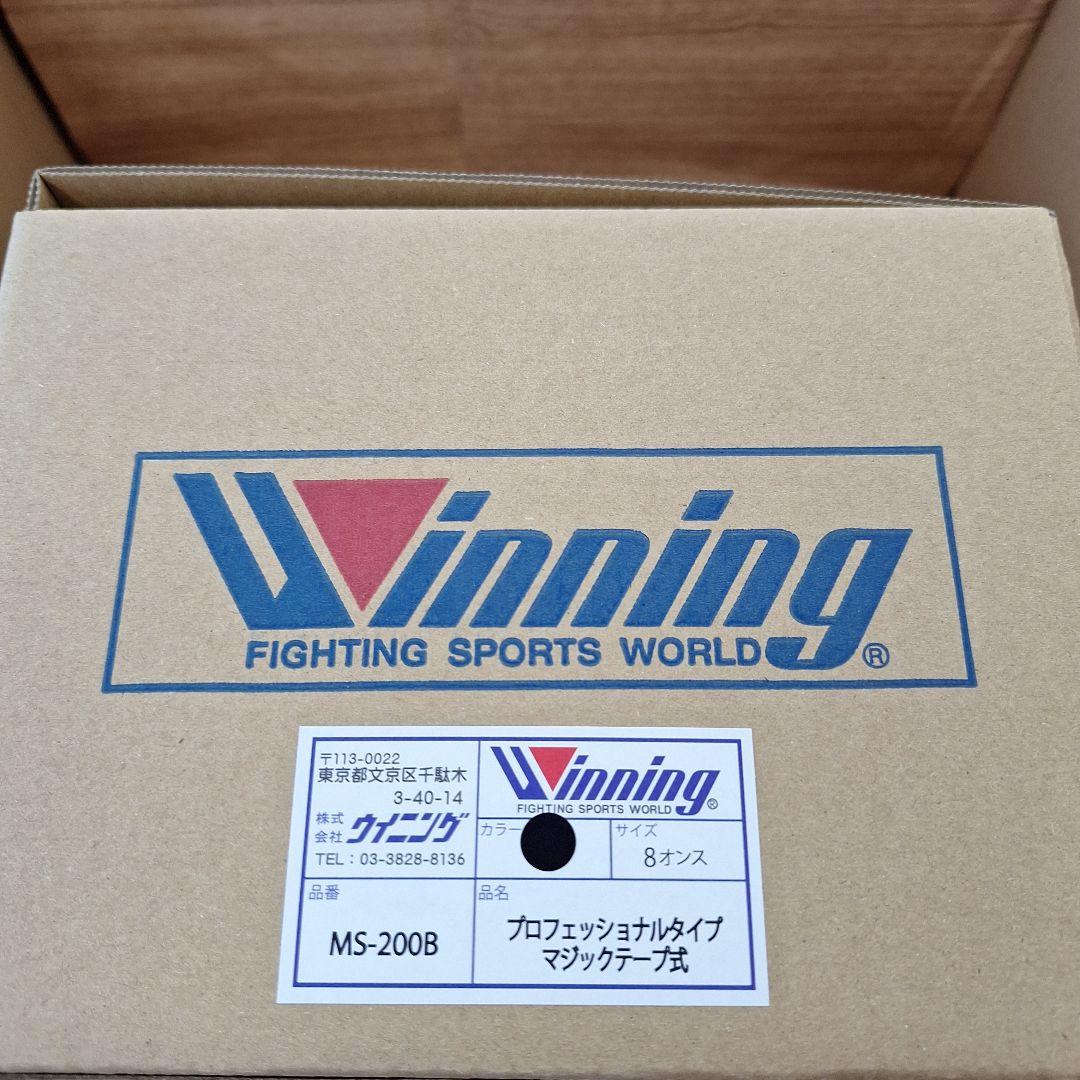 Winning
FIGHTING SPORTS WORLD ®
〒113-0022
東京都文京区千駄木
3-40-14
株式会社 ウイニング
TEL : 03-3828-8136
Winning
FIGHTING SPORTS WORLD ®
カラー
サイズ
8オンス
品番
MS-200B
品名
プロフェッショナルタイプ
マジックテープ式